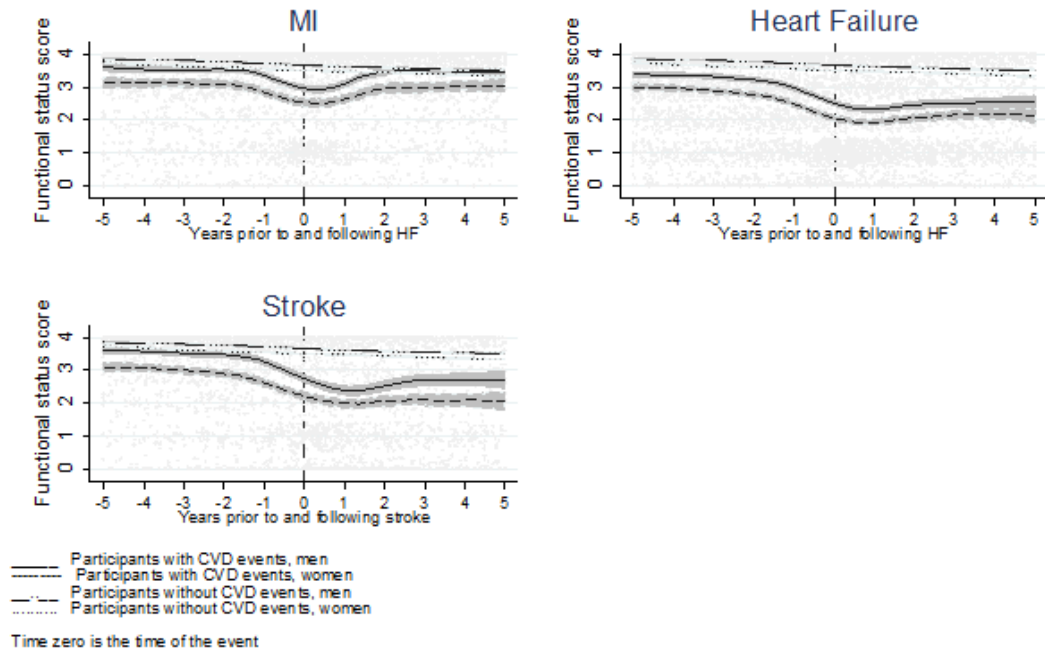 MI
Functional status score
4
3
2
1
0
-5 -4 -3 -2 -1 0 1 2 3 4 5
Years prior to and following HF
Heart Failure
Functional status score
4
3
2
1
0
-5 -4 -3 -2 -1 0 1 2 3 4 5
Years prior to and following HF
Stroke
Functional status score
4
3
2
1
0
-5 -4 -3 -2 -1 0 1 2 3 4 5
Years prior to and following stroke
Participants with CVD events, men
Participants with CVD events, women
Participants without CVD events, men
Participants without CVD events, women
Time zero is the time of the event